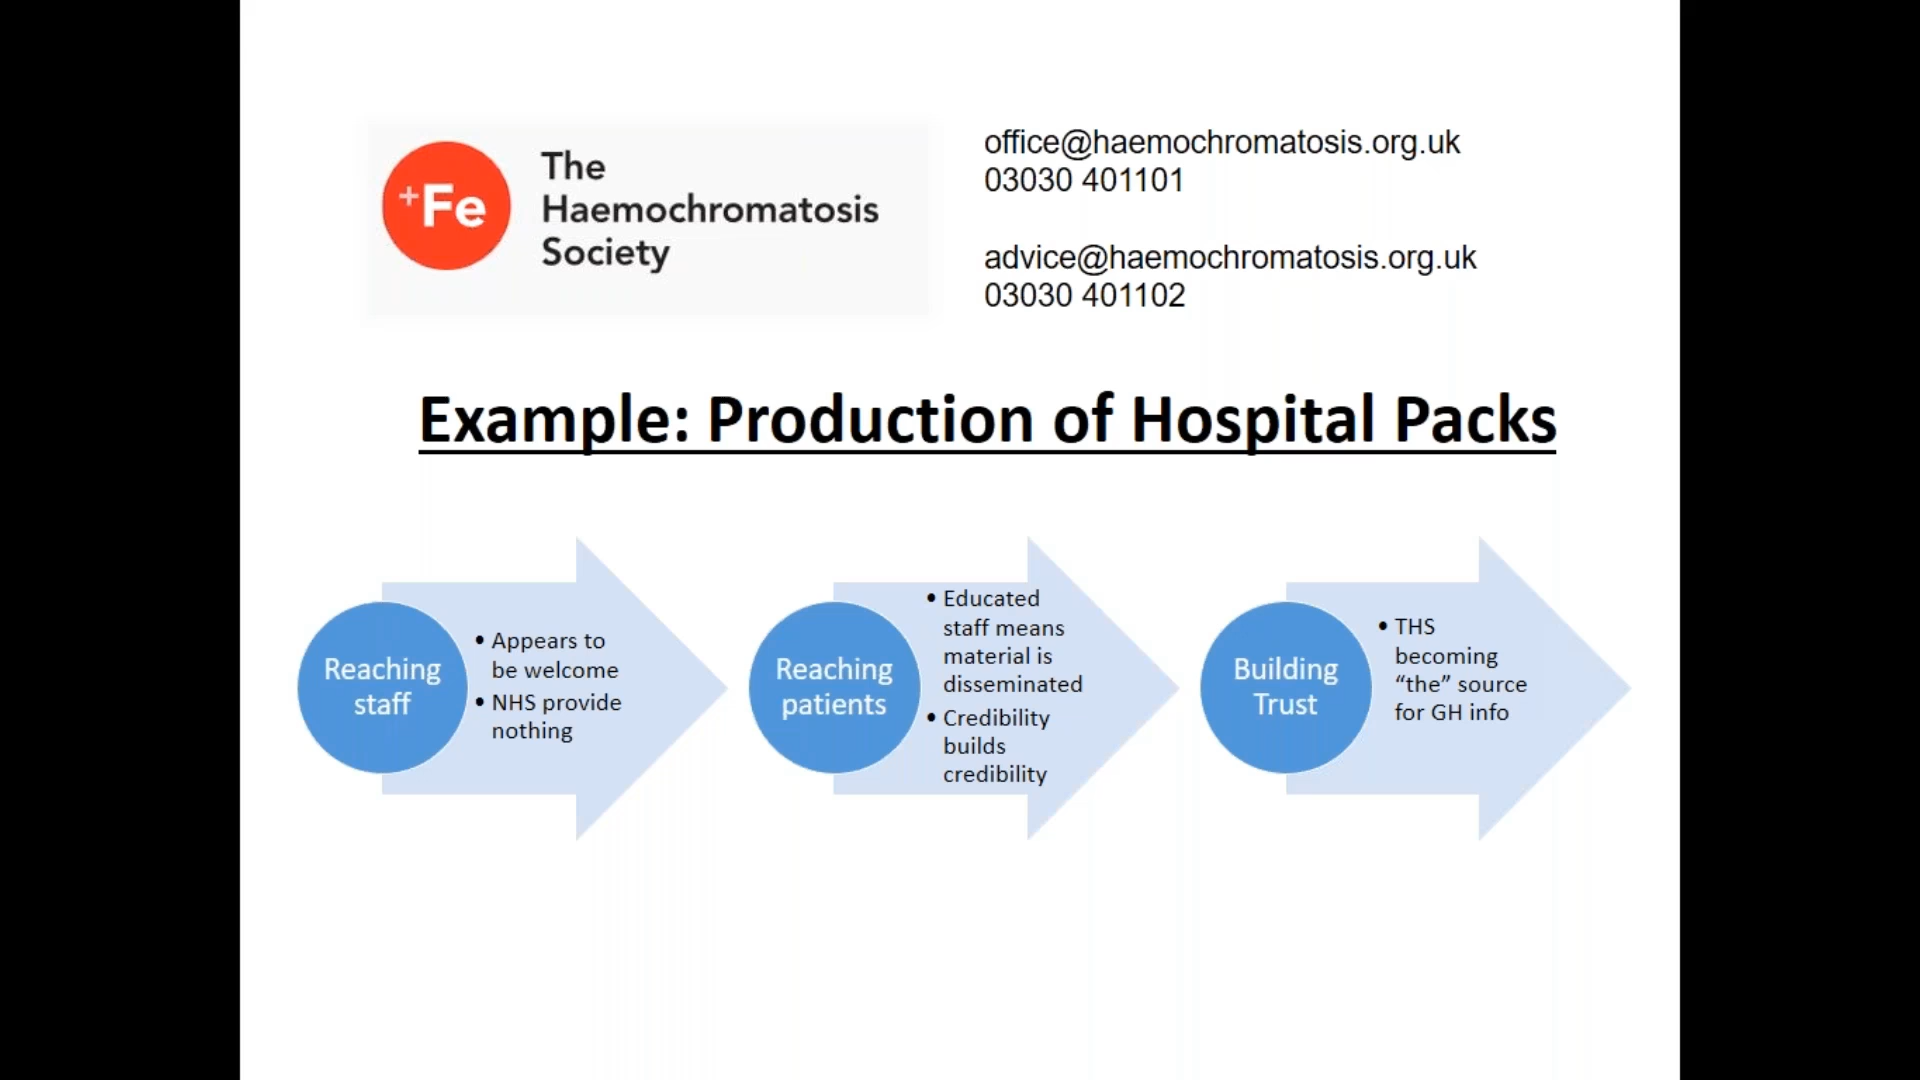 +Fe
The
Haemochromatosis
Society
office@haemochromatosis.org.uk
03030 401101
advice@haemochromatosis.org.uk
03030 401102
Example: Production of Hospital Packs
Reaching
staff
• Appears to
be welcome
• NHS provide
nothing
Reaching
patients
• Educated
staff means
material is
disseminated
• Credibility
builds
credibility
Building
Trust
• THS
becoming
“the” source
for GH info